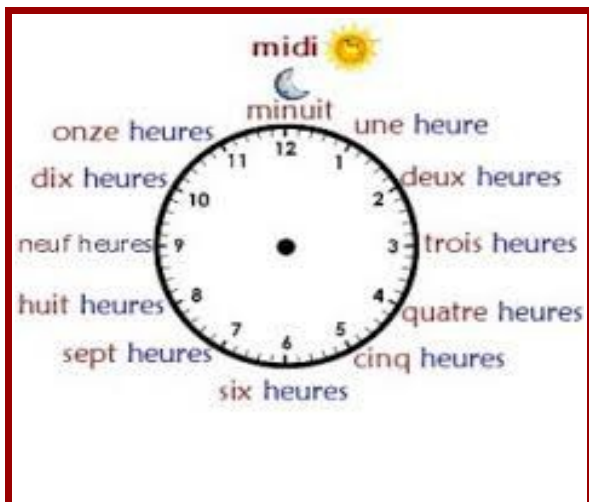 midi
minuit
onze heures
une heure
11
12
1
dix heures
deux heures
10
2
neuf heures
9
3
trois heures
huit heures
8
4
quatre heures
sept heures
7
6
5
cinq heures
six heures